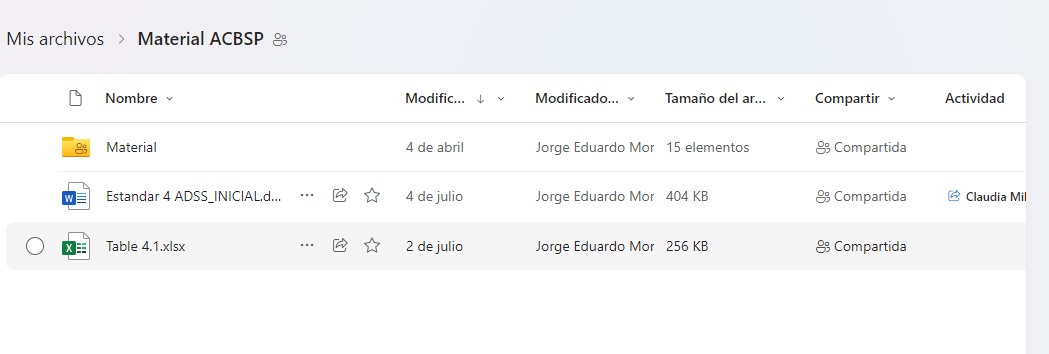 Mis archivos > Material ACBSP
Nombre Modific... Modificado... Tamaño del ar... Compartir Actividad
Material 4 de abril Jorge Eduardo Mor 15 elementos Compartida
Estandar 4 ADSS_INICIAL.d... 4 de julio Jorge Eduardo Mor 404 KB Compartida Claudia Mil
Table 4.1.xlsx 2 de julio Jorge Eduardo Mor 256 KB Compartida